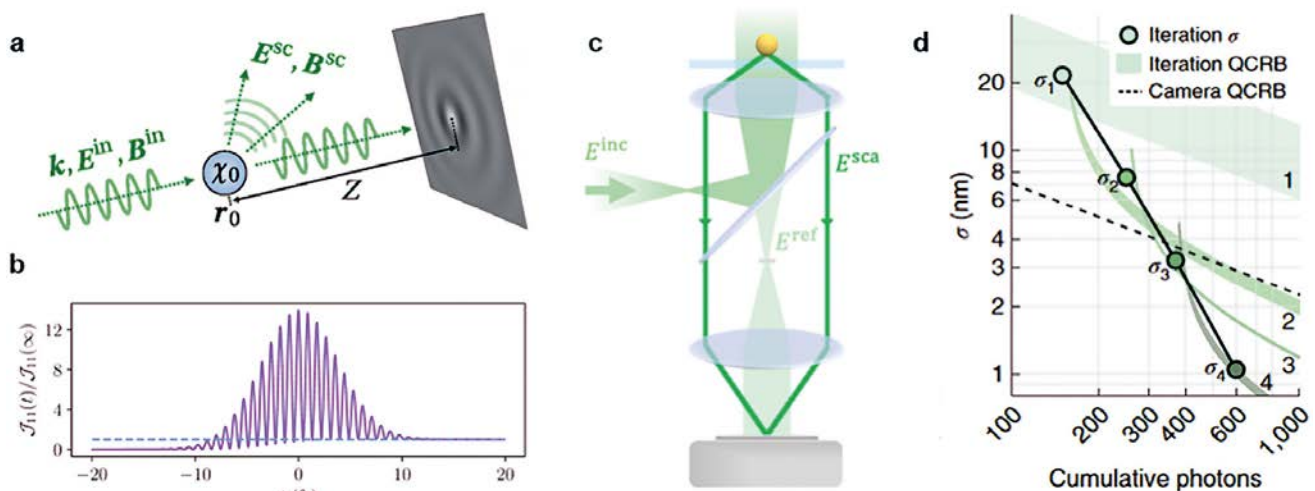 a
E^sc, B^sc
k, E^in, B^in
χ₀
r₀
Z
b
𝒥₁₁(t)/𝒥₁₁(∞)
12
8
4
0
−20
−10
0
10
20
c
E^inc
E^sca
E^ref
d
Iteration σ
Iteration QCRB
Camera QCRB
σ (nm)
20
10
8
6
4
3
2
1
σ₁
σ₂
σ₃
σ₄
1
2
3
4
100
200
300
400
600
1,000
Cumulative photons